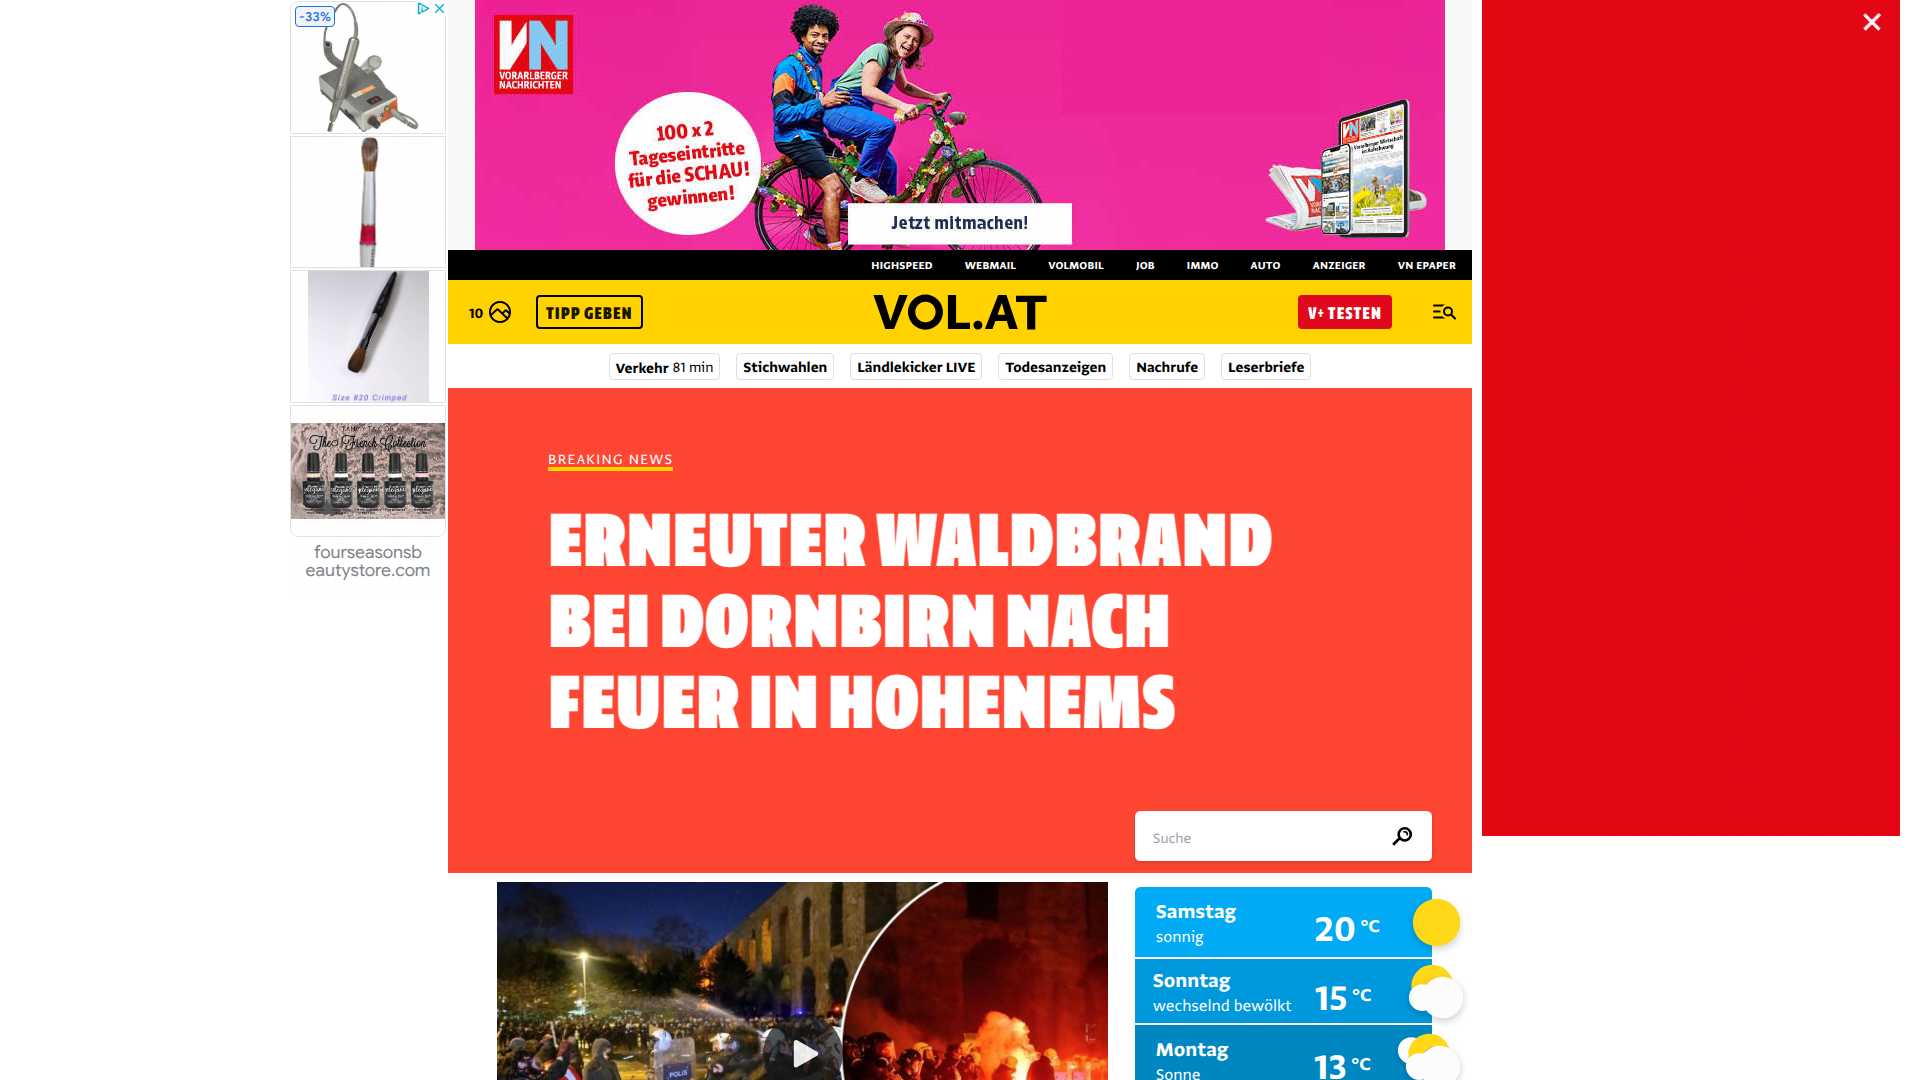 -33%
Size #20 Crimped
The French Collection
fourseasonsb
eautystore.com
VN
VORARLBERGER
NACHRICHTEN
100 x 2
Tageseintritte
für die SCHAU!
gewinnen!
Jetzt mitmachen!
HIGHSPEED WEBMAIL VOLMOBIL JOB IMMO AUTO ANZEIGER VN EPAPER
10 TIPP GEBEN VOL.AT V+ TESTEN
Verkehr 81 min Stichwahlen Ländlekicker LIVE Todesanzeigen Nachrufe Leserbriefe
BREAKING NEWS
ERNEUTER WALDBRAND
BEI DORNBIRN NACH
FEUER IN HOHENEMS
Suche
Samstag
sonnig
20 °C
Sonntag
wechselnd bewölkt
15 °C
Montag
Sonne
13 °C
POLIS